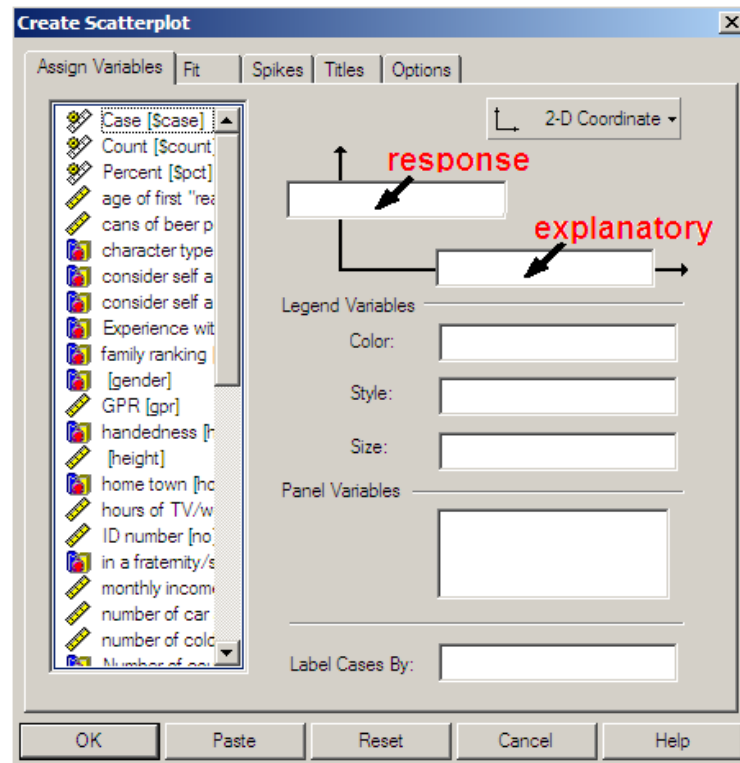 Create Scatterplot
Assign Variables Fit Spikes Titles Options
2-D Coordinate
Case [$case]
Count [$count]
Percent [$pct]
age of first "rea
cans of beer p
character type
consider self a
consider self a
Experience wit
family ranking [
[gender]
GPR [gpr]
handedness [h
[height]
home town [ho
hours of TV/w
ID number [no]
in a fraternity/s
monthly incom
number of car
number of colo
response
explanatory
Legend Variables
Color:
Style:
Size:
Panel Variables
Label Cases By:
OK Paste Reset Cancel Help